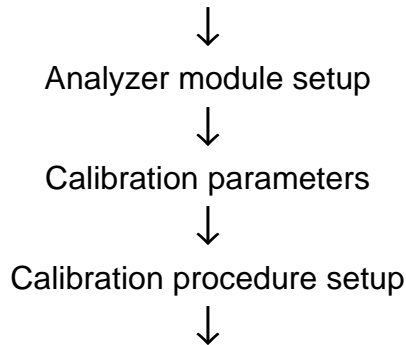 ↓
Analyzer module setup
↓
Calibration parameters
↓
Calibration procedure setup
↓